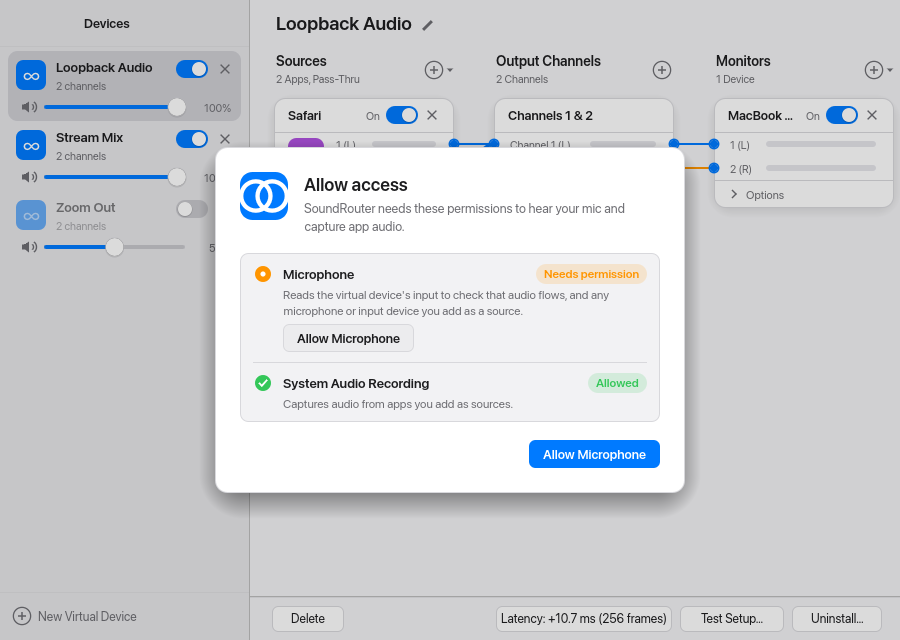 Devices
Loopback Audio
2 channels
100%
Stream Mix
2 channels
10
Zoom Out
2 channels
5
New Virtual Device
Loopback Audio
Sources
2 Apps, Pass-Thru
Output Channels
2 Channels
Monitors
1 Device
Safari
On
1 (L)
Channels 1 & 2
Channel 1 (L)
MacBook ...
On
1 (L)
2 (R)
Options
Allow access
SoundRouter needs these permissions to hear your mic and
capture app audio.
Microphone
Needs permission
Reads the virtual device's input to check that audio flows, and any
microphone or input device you add as a source.
Allow Microphone
System Audio Recording
Allowed
Captures audio from apps you add as sources.
Allow Microphone
Delete
Latency: +10.7 ms (256 frames)
Test Setup...
Uninstall...